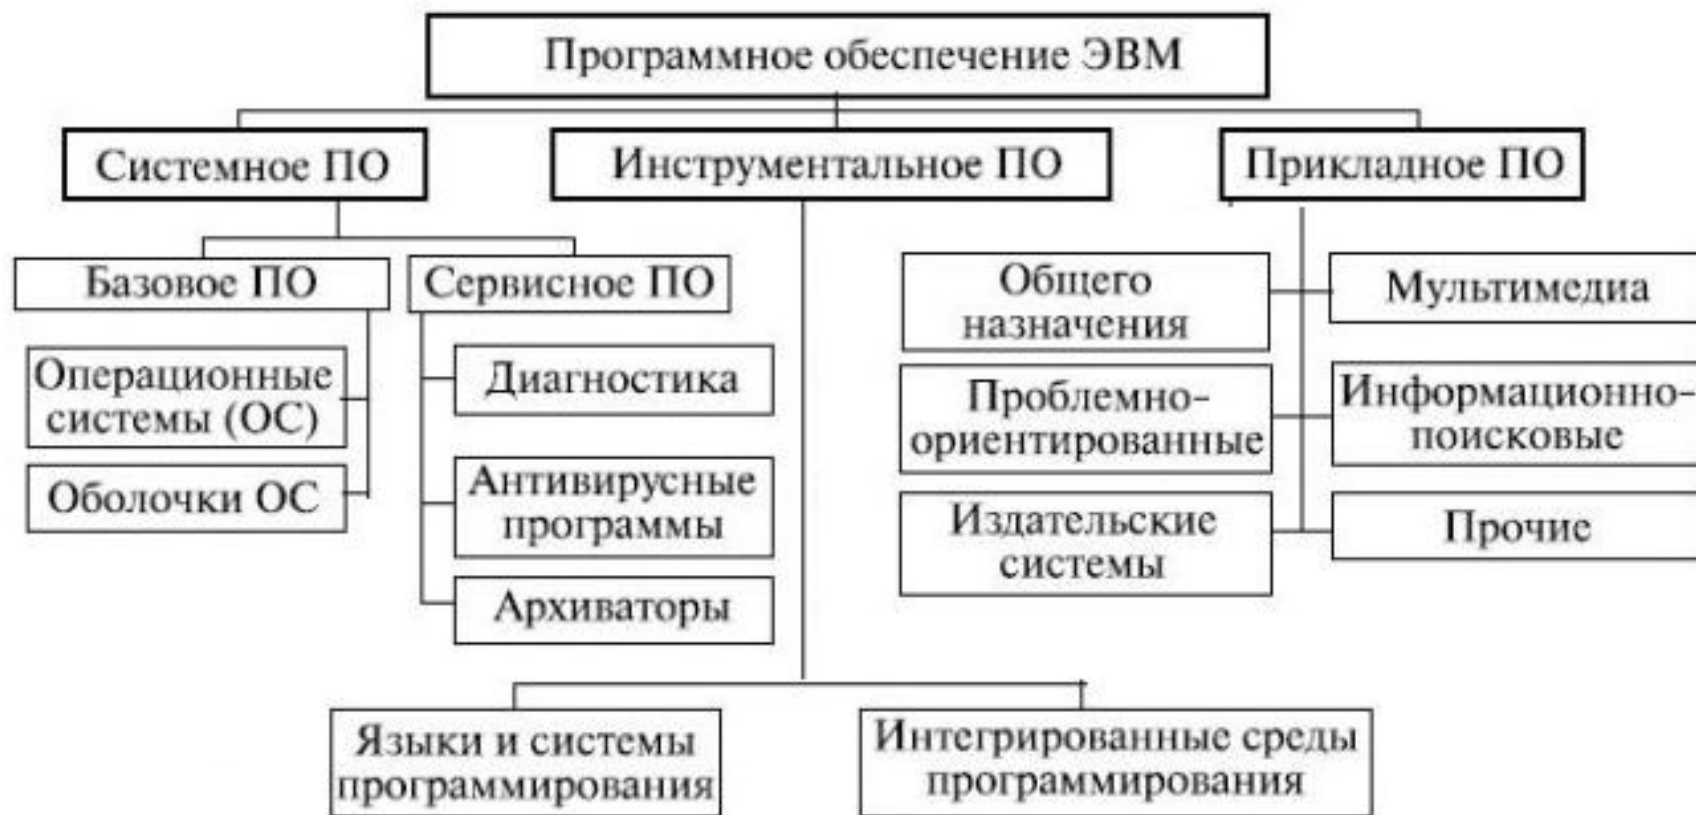 Программное обеспечение ЭВМ
Системное ПО
Инструментальное ПО
Прикладное ПО
Базовое ПО
Сервисное ПО
Операционные
системы (ОС)
Оболочки ОС
Диагностика
Антивирусные
программы
Архиваторы
Общего
назначения
Мультимедиа
Проблемно-
ориентированные
Информационно-
поисковые
Издательские
системы
Прочие
Языки и системы
программирования
Интегрированные среды
программирования